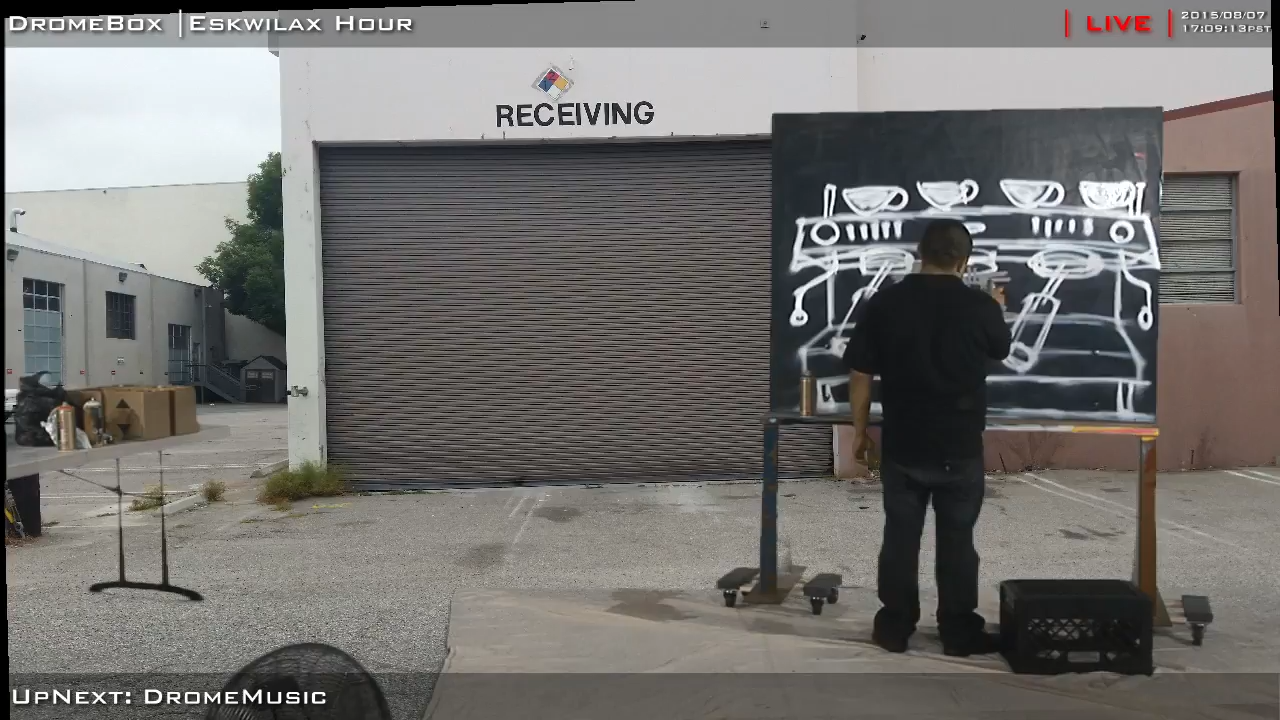 DromeBox | Eskwilax Hour
| LIVE |
2015/08/07
17:09:13PST
RECEIVING
UpNext: DromeMusic